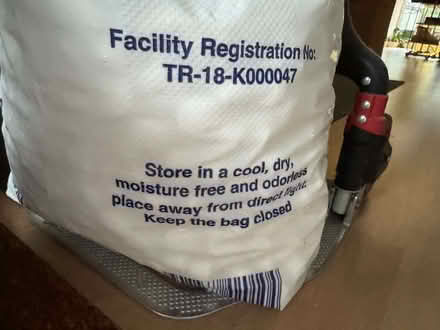 Facility Registration No:
TR-18-K000047
Store in a cool, dry,
moisture free and odorless
place away from direct light.
Keep the bag closed